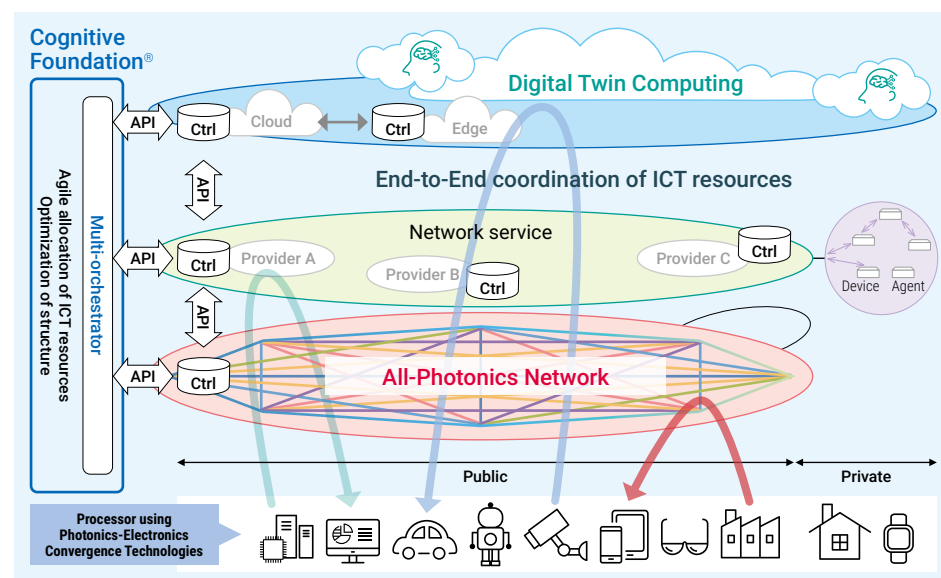 Cognitive
Foundation®
Digital Twin Computing
API
Ctrl
Cloud
Ctrl
Edge
API
End-to-End coordination of ICT resources
Agile allocation of ICT resources
Optimization of structure
Multi-orchestrator
Network service
API
Ctrl
Provider A
Provider B
Ctrl
Provider C
Ctrl
Device
Agent
API
API
Ctrl
All-Photonics Network
Public
Private
Processor using
Photonics-Electronics
Convergence Technologies